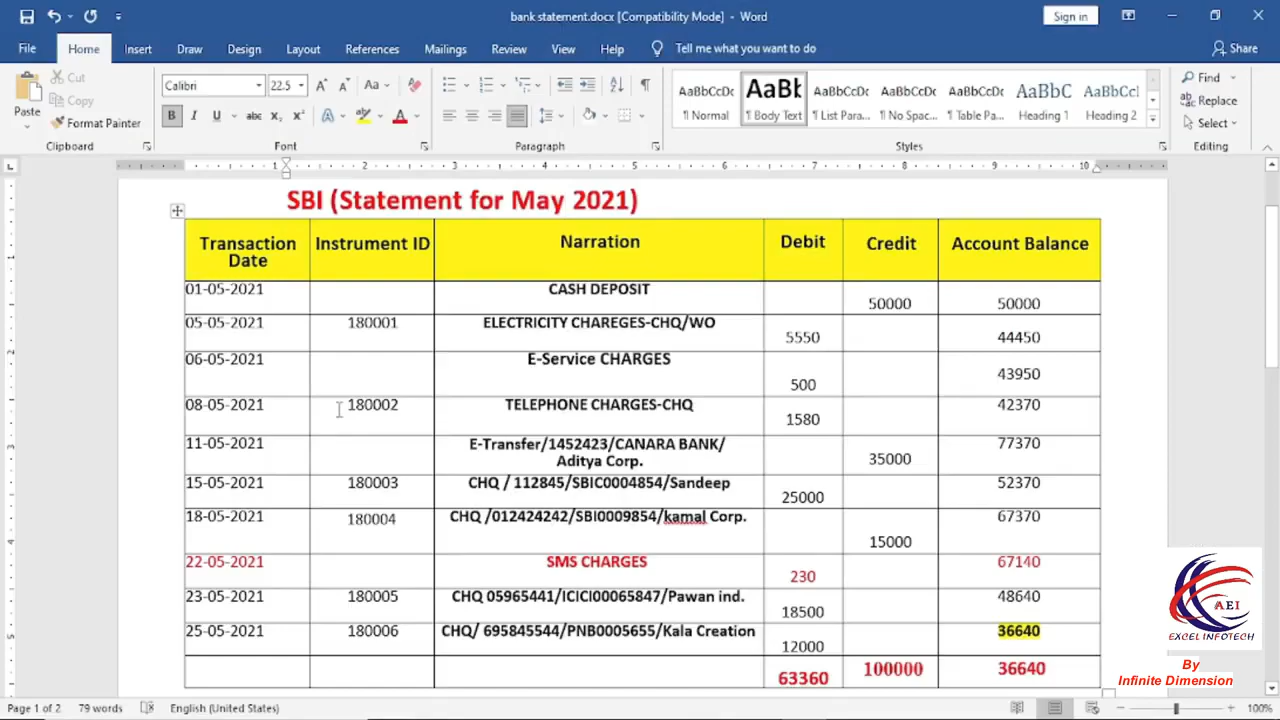 bank statement.docx [Compatibility Mode] - Word
Sign in
File Home Insert Draw Design Layout References Mailings Review View Help Tell me what you want to do Share
Paste
Cut
Copy
Format Painter
Calibri 22.5
Clipboard Font Paragraph Styles Editing
AaBbCcDc AaBb AaBbCcDc AaBbCcDc AaBbCcDc AaBbC AaBbCcl
¶ Normal ¶ Body Text ¶ List Para... ¶ No Spac... ¶ Table Pa... Heading 1 Heading 2
Find
Replace
Select
SBI (Statement for May 2021)
Transaction Date Instrument ID Narration Debit Credit Account Balance
01-05-2021 CASH DEPOSIT 50000 50000
05-05-2021 180001 ELECTRICITY CHAREGES-CHQ/WO 5550 44450
06-05-2021 E-Service CHARGES 500 43950
08-05-2021 180002 TELEPHONE CHARGES-CHQ 1580 42370
11-05-2021 E-Transfer/1452423/CANARA BANK/ Aditya Corp. 35000 77370
15-05-2021 180003 CHQ / 112845/SBIC0004854/Sandeep 25000 52370
18-05-2021 180004 CHQ /012424242/SBI0009854/kamal Corp. 15000 67370
22-05-2021 SMS CHARGES 230 67140
23-05-2021 180005 CHQ 05965441/ICICI00065847/Pawan ind. 18500 48640
25-05-2021 180006 CHQ/ 695845544/PNB0005655/Kala Creation 12000 36640
63360 100000 36640
AEI
EXCEL INFOTECH
By
Infinite Dimension
Page 1 of 2 79 words English (United States) 100%